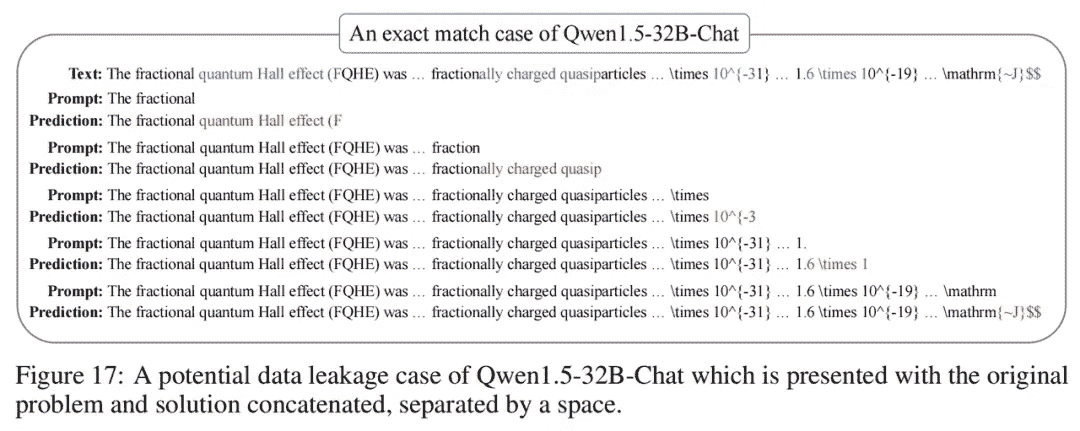 An exact match case of Qwen1.5-32B-Chat
Text: The fractional quantum Hall effect (FQHE) was ... fractionally charged quasiparticles ... \times 10^{-31} ... 1.6 \times 10^{-19} ... \mathrm{~J}$$
Prompt: The fractional
Prediction: The fractional quantum Hall effect (F
Prompt: The fractional quantum Hall effect (FQHE) was ... fraction
Prediction: The fractional quantum Hall effect (FQHE) was ... fractionally charged quasip
Prompt: The fractional quantum Hall effect (FQHE) was ... fractionally charged quasiparticles ... \times
Prediction: The fractional quantum Hall effect (FQHE) was ... fractionally charged quasiparticles ... \times 10^{-3
Prompt: The fractional quantum Hall effect (FQHE) was ... fractionally charged quasiparticles ... \times 10^{-31} ... 1.
Prediction: The fractional quantum Hall effect (FQHE) was ... fractionally charged quasiparticles ... \times 10^{-31} ... 1.6 \times 1
Prompt: The fractional quantum Hall effect (FQHE) was ... fractionally charged quasiparticles ... \times 10^{-31} ... 1.6 \times 10^{-19} ... \mathrm
Prediction: The fractional quantum Hall effect (FQHE) was ... fractionally charged quasiparticles ... \times 10^{-31} ... 1.6 \times 10^{-19} ... \mathrm{~J}$$
Figure 17: A potential data leakage case of Qwen1.5-32B-Chat which is presented with the original
problem and solution concatenated, separated by a space.